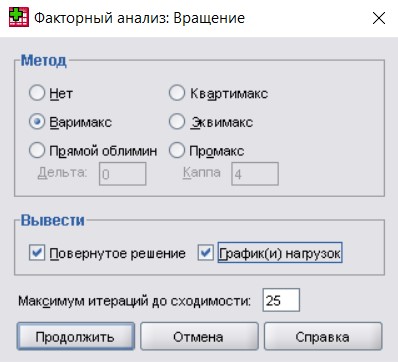 Факторный анализ: Вращение
Метод
Нет
Квартимакс
Варимакс
Эквимакс
Прямой облимин
Промакс
Дельта: 0
Каппа 4
Вывести
Повернутое решение
График(и) нагрузок
Максимум итераций до сходимости: 25
Продолжить
Отмена
Справка